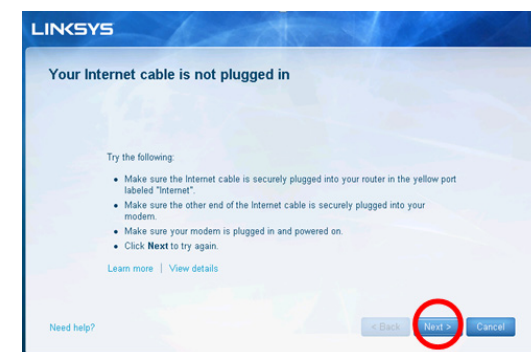 LINKSYS
Your Internet cable is not plugged in
Try the following:
• Make sure the Internet cable is securely plugged into your router in the yellow port
labeled "Internet".
• Make sure the other end of the Internet cable is securely plugged into your
modem.
• Make sure your modem is plugged in and powered on.
• Click Next to try again.
Learn more | View details
Need help? < Back Next > Cancel